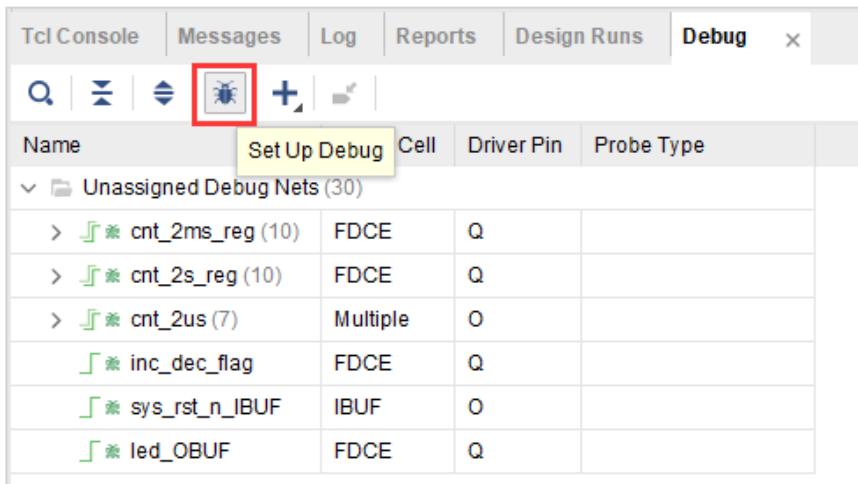 Tcl Console Messages Log Reports Design Runs Debug
Set Up Debug
Name Cell Driver Pin Probe Type
Unassigned Debug Nets (30)
cnt_2ms_reg (10) FDCE Q
cnt_2s_reg (10) FDCE Q
cnt_2us (7) Multiple O
inc_dec_flag FDCE Q
sys_rst_n_IBUF IBUF O
led_OBUF FDCE Q